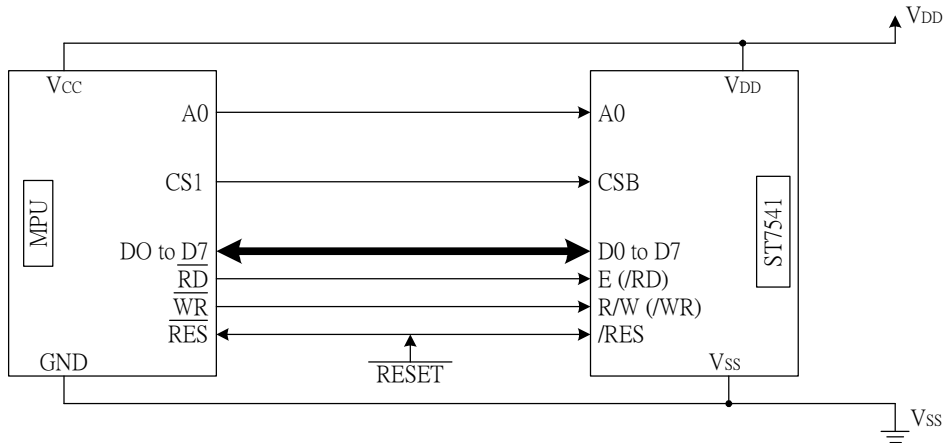 VDD
VCC
VDD
A0
A0
CS1
CSB
MPU
ST7541
DO to D7
D0 to D7
RD
E (/RD)
WR
R/W (/WR)
RES
/RES
GND
RESET
VSS
VSS